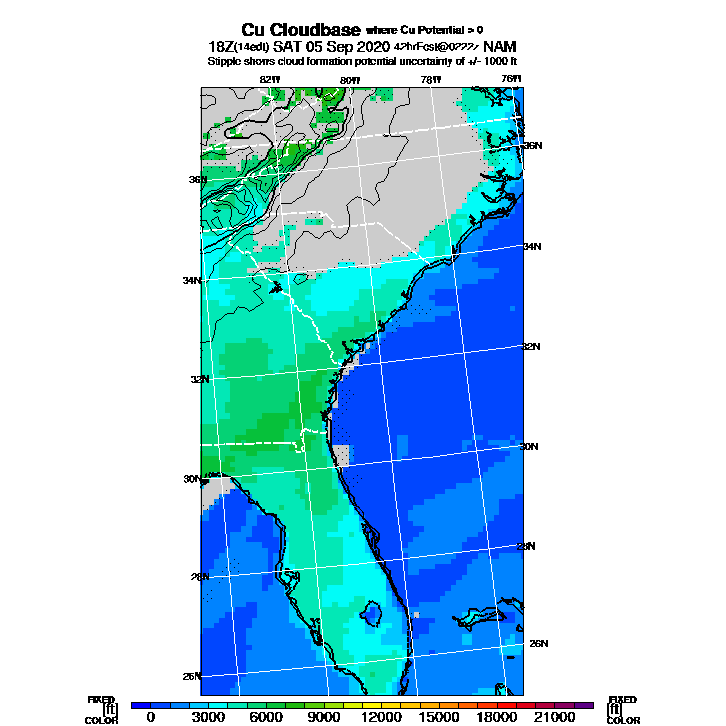 Cu Cloudbase where Cu Potential > 0
18Z(14edt) SAT 05 Sep 2020 42hrFcst@0222z NAM
Stipple shows cloud formation potential uncertainty of +/- 1000 ft
82W 80W 78W 76W
36N
36N
34N
34N
32N
32N
30N
30N
28N
28N
26N
26N
FIXED FIXED
[ft] [ft]
COLOR COLOR
0 3000 6000 9000 12000 15000 18000 21000